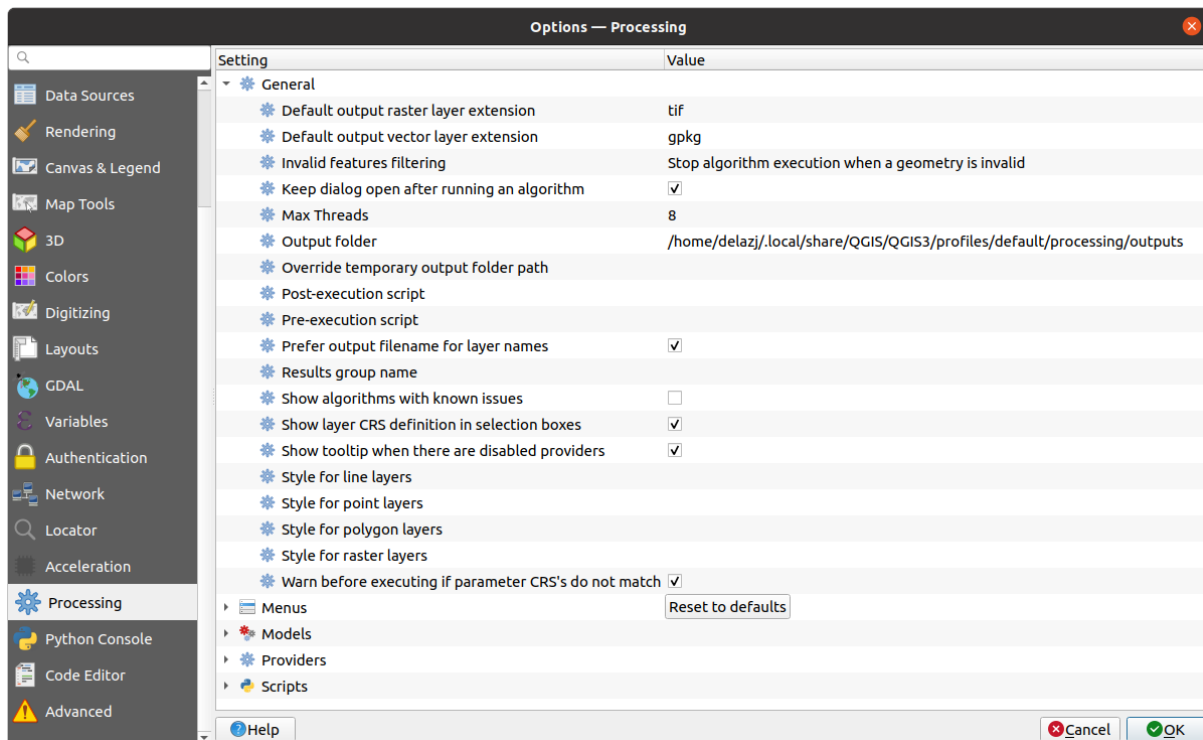 Options — Processing
Setting Value
Data Sources
Rendering
Canvas & Legend
Map Tools
3D
Colors
Digitizing
Layouts
GDAL
Variables
Authentication
Network
Locator
Acceleration
Processing
Python Console
Code Editor
Advanced
General
Default output raster layer extension tif
Default output vector layer extension gpkg
Invalid features filtering Stop algorithm execution when a geometry is invalid
Keep dialog open after running an algorithm
Max Threads 8
Output folder /home/delazj/.local/share/QGIS/QGIS3/profiles/default/processing/outputs
Override temporary output folder path
Post-execution script
Pre-execution script
Prefer output filename for layer names
Results group name
Show algorithms with known issues
Show layer CRS definition in selection boxes
Show tooltip when there are disabled providers
Style for line layers
Style for point layers
Style for polygon layers
Style for raster layers
Warn before executing if parameter CRS's do not match
Menus Reset to defaults
Models
Providers
Scripts
Help Cancel OK